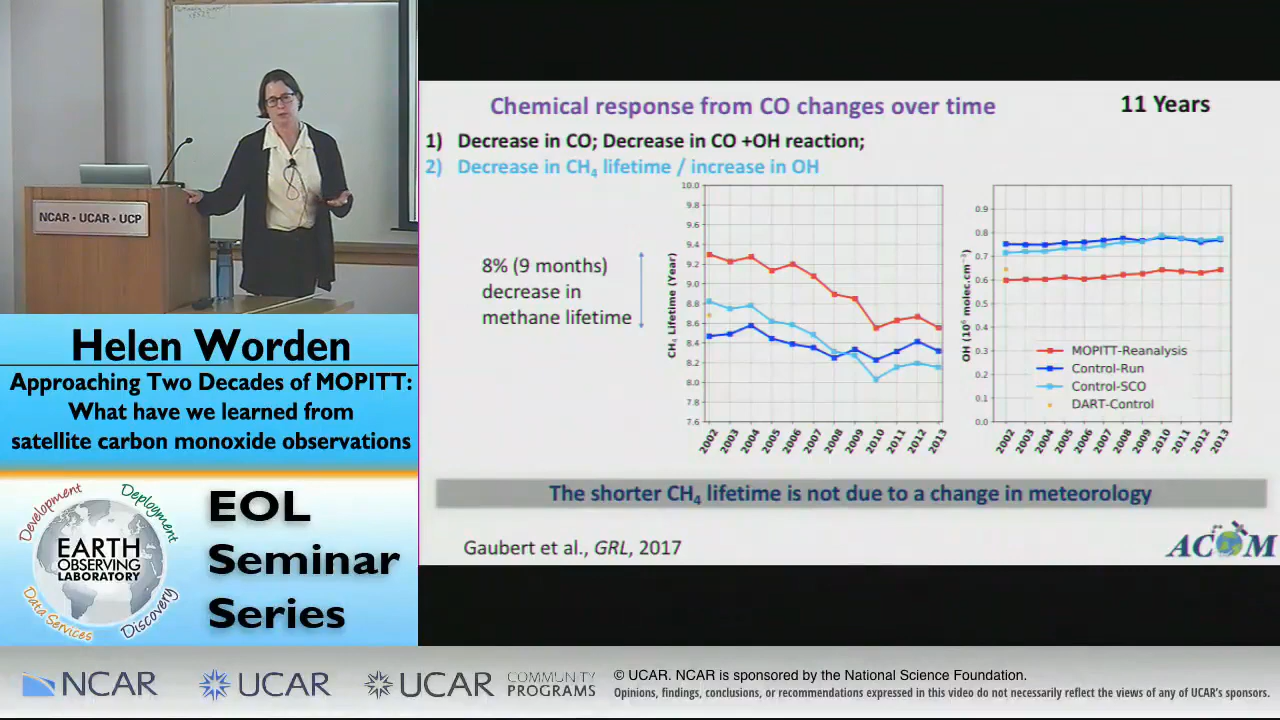 NCAR • UCAR • UCP
Helen Worden
Approaching Two Decades of MOPITT:
What have we learned from
satellite carbon monoxide observations
Development
Deployment
EARTH
OBSERVING
LABORATORY
Data Services
Discovery
EOL
Seminar
Series
Chemical response from CO changes over time
11 Years
1) Decrease in CO; Decrease in CO +OH reaction;
2) Decrease in CH₄ lifetime / increase in OH
8% (9 months)
decrease in
methane lifetime
CH₄ Lifetime (Year)
10.0
9.8
9.6
9.4
9.2
9.0
8.8
8.6
8.4
8.2
8.0
7.8
7.6
2002 2003 2004 2005 2006 2007 2008 2009 2010 2011 2012 2013
OH (10⁶ molec.cm⁻³)
0.9
0.8
0.7
0.6
0.5
0.4
0.3
0.2
0.1
0.0
MOPITT-Reanalysis
Control-Run
Control-SCO
DART-Control
2002 2003 2004 2005 2006 2007 2008 2009 2010 2011 2012 2013
The shorter CH₄ lifetime is not due to a change in meteorology
Gaubert et al., GRL, 2017
ACOM
NCAR
UCAR
UCAR
COMMUNITY
PROGRAMS
© UCAR. NCAR is sponsored by the National Science Foundation.
Opinions, findings, conclusions, or recommendations expressed in this video do not necessarily reflect the views of any of UCAR's sponsors.